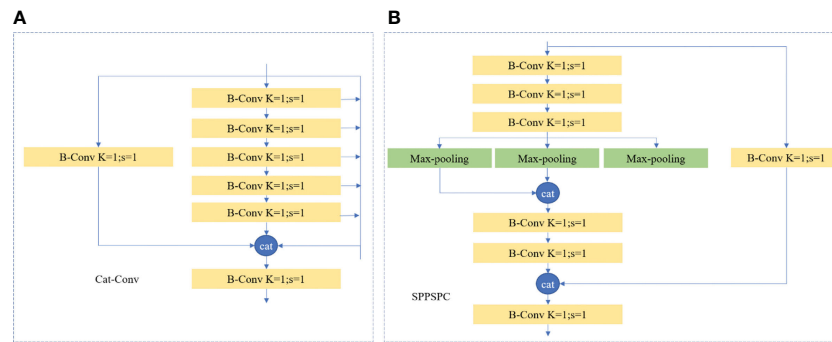 A
B-Conv K=1;s=1
B-Conv K=1;s=1
B-Conv K=1;s=1
B-Conv K=1;s=1
B-Conv K=1;s=1
B-Conv K=1;s=1
cat
B-Conv K=1;s=1
Cat-Conv
B
B-Conv K=1;s=1
B-Conv K=1;s=1
B-Conv K=1;s=1
Max-pooling
Max-pooling
Max-pooling
B-Conv K=1;s=1
cat
B-Conv K=1;s=1
B-Conv K=1;s=1
cat
SPPSPC
B-Conv K=1;s=1